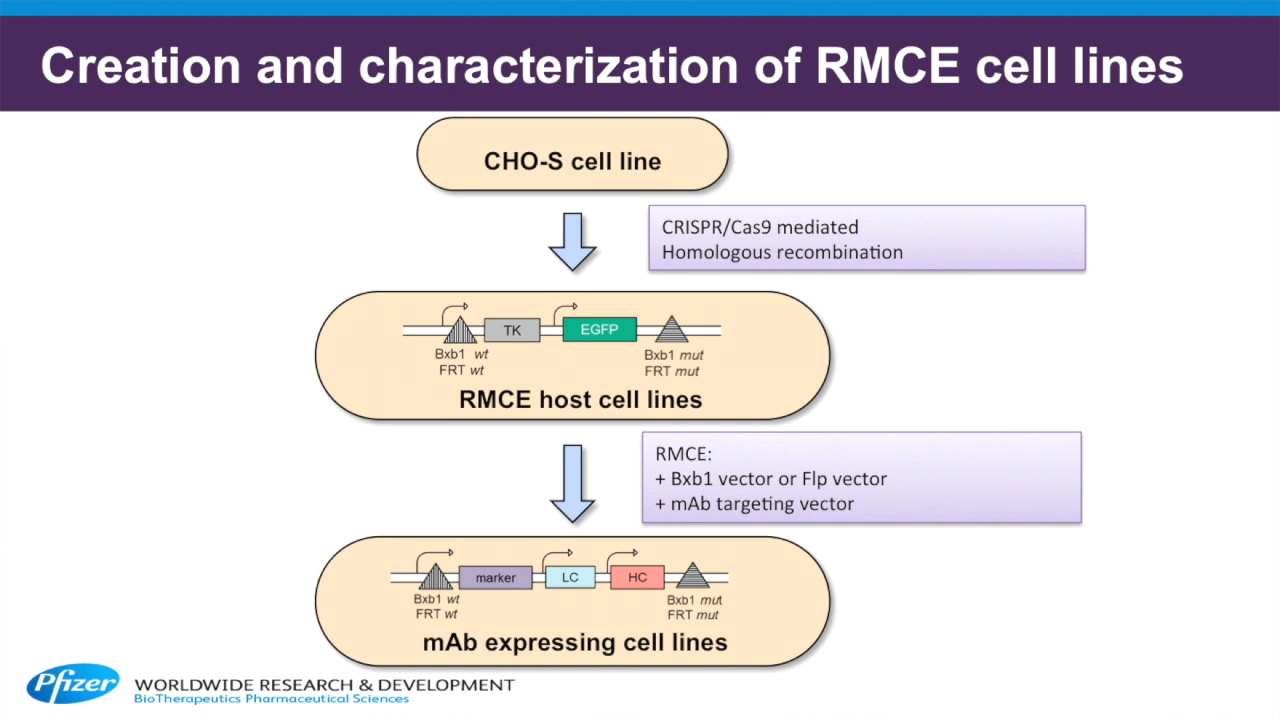 Creation and characterization of RMCE cell lines
CHO-S cell line
CRISPR/Cas9 mediated
Homologous recombination
TK
EGFP
Bxb1 wt
FRT wt
Bxb1 mut
FRT mut
RMCE host cell lines
RMCE:
+ Bxb1 vector or Flp vector
+ mAb targeting vector
marker
LC
HC
Bxb1 wt
FRT wt
Bxb1 mut
FRT mut
mAb expressing cell lines
Pfizer
WORLDWIDE RESEARCH & DEVELOPMENT
BioTherapeutics Pharmaceutical Sciences